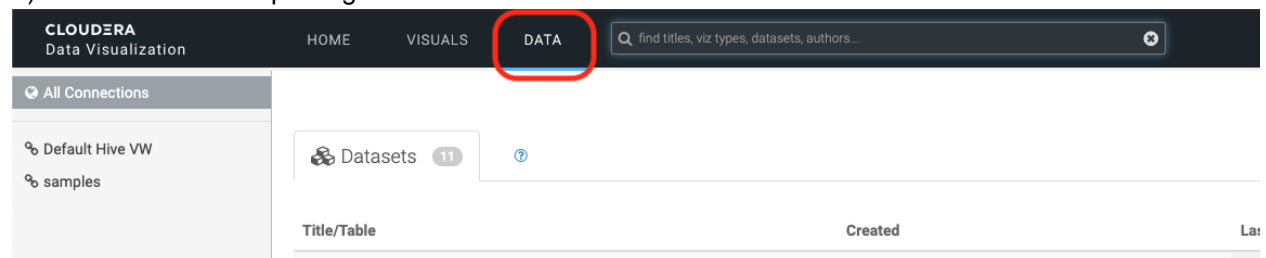 CLOUDERA
Data Visualization
HOME VISUALS DATA find titles, viz types, datasets, authors...
All Connections
Default Hive VW
samples
Datasets 11
Title/Table Created